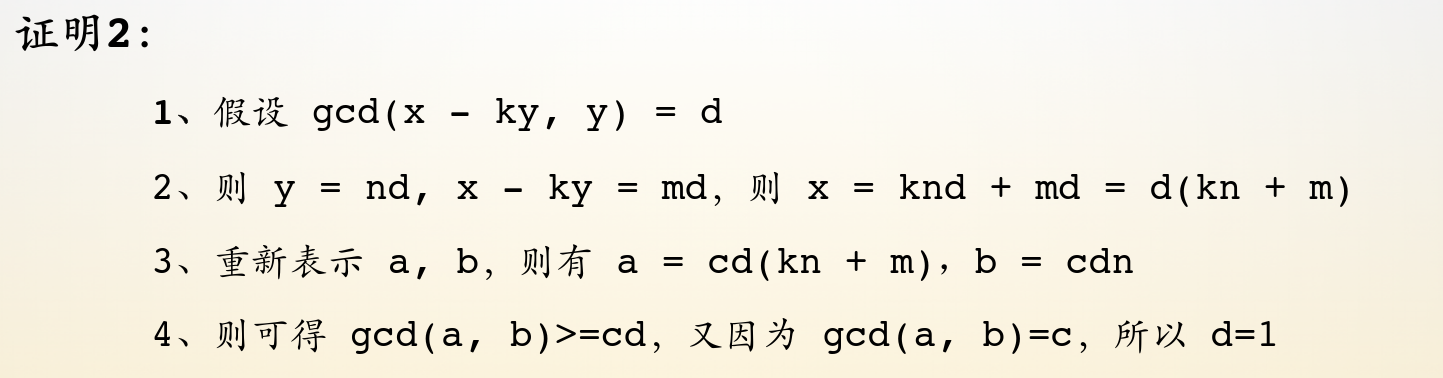 证明2:
1、假设 gcd(x - ky, y) = d
2、则 y = nd, x - ky = md, 则 x = knd + md = d(kn + m)
3、重新表示 a, b, 则有 a = cd(kn + m)，b = cdn
4、则可得 gcd(a, b)>=cd, 又因为 gcd(a, b)=c, 所以 d=1